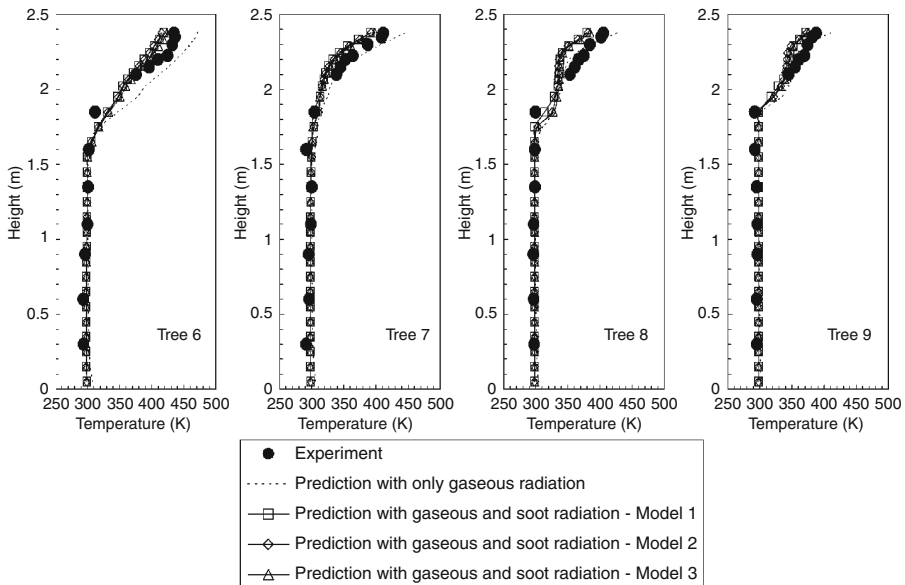 2.5
2
1.5
1
0.5
0
Height (m)
Tree 6
250 300 350 400 450 500
Temperature (K)
2.5
2
1.5
1
0.5
0
Height (m)
Tree 7
250 300 350 400 450 500
Temperature (K)
2.5
2
1.5
1
0.5
0
Height (m)
Tree 8
250 300 350 400 450 500
Temperature (K)
2.5
2
1.5
1
0.5
0
Height (m)
Tree 9
250 300 350 400 450 500
Temperature (K)
Experiment
Prediction with only gaseous radiation
Prediction with gaseous and soot radiation - Model 1
Prediction with gaseous and soot radiation - Model 2
Prediction with gaseous and soot radiation - Model 3